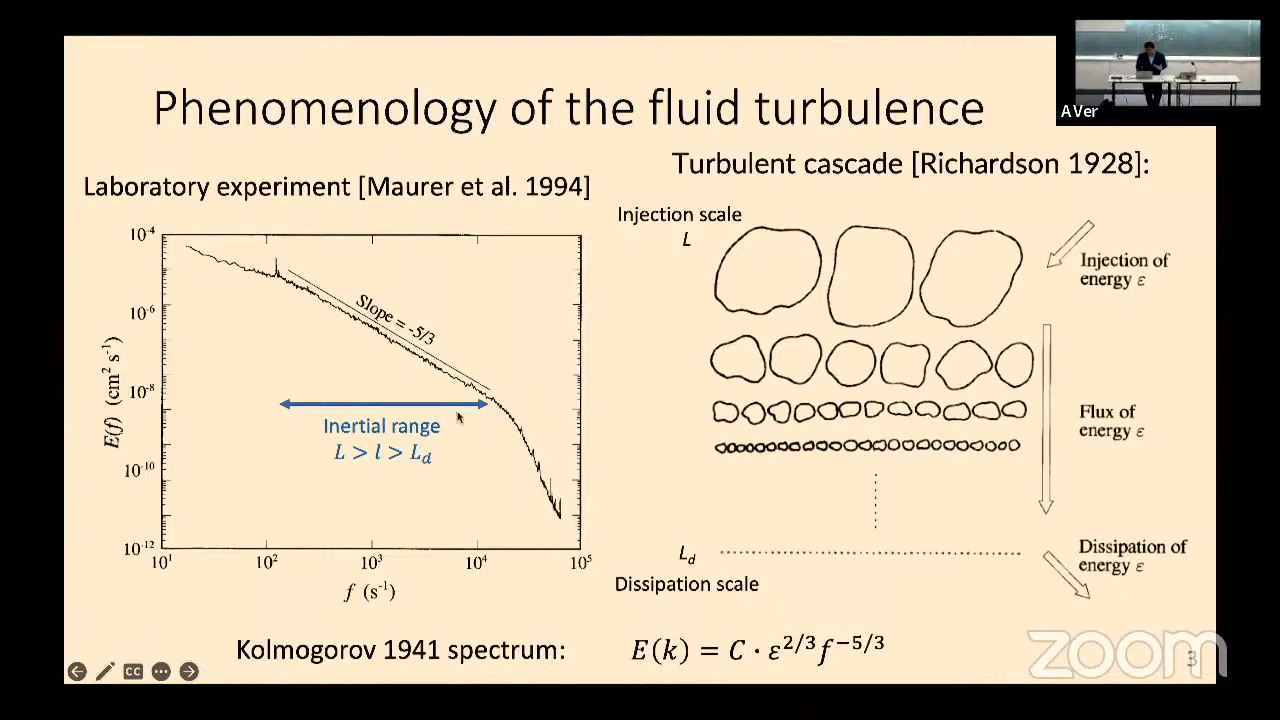 Phenomenology of the fluid turbulence
A Ver
Laboratory experiment [Maurer et al. 1994]
10⁻⁴
10⁻⁶
10⁻⁸
10⁻¹⁰
10⁻¹²
E(f) (cm² s⁻¹)
Slope = -5/3
Inertial range
L > l > L_d
10¹
10²
10³
10⁴
10⁵
f (s⁻¹)
Turbulent cascade [Richardson 1928]:
Injection scale
L
Injection of
energy ε
Flux of
energy ε
L_d
Dissipation scale
Dissipation of
energy ε
Kolmogorov 1941 spectrum: E(k) = C · ε^{2/3} f^{−5/3}
CC
zoom
3